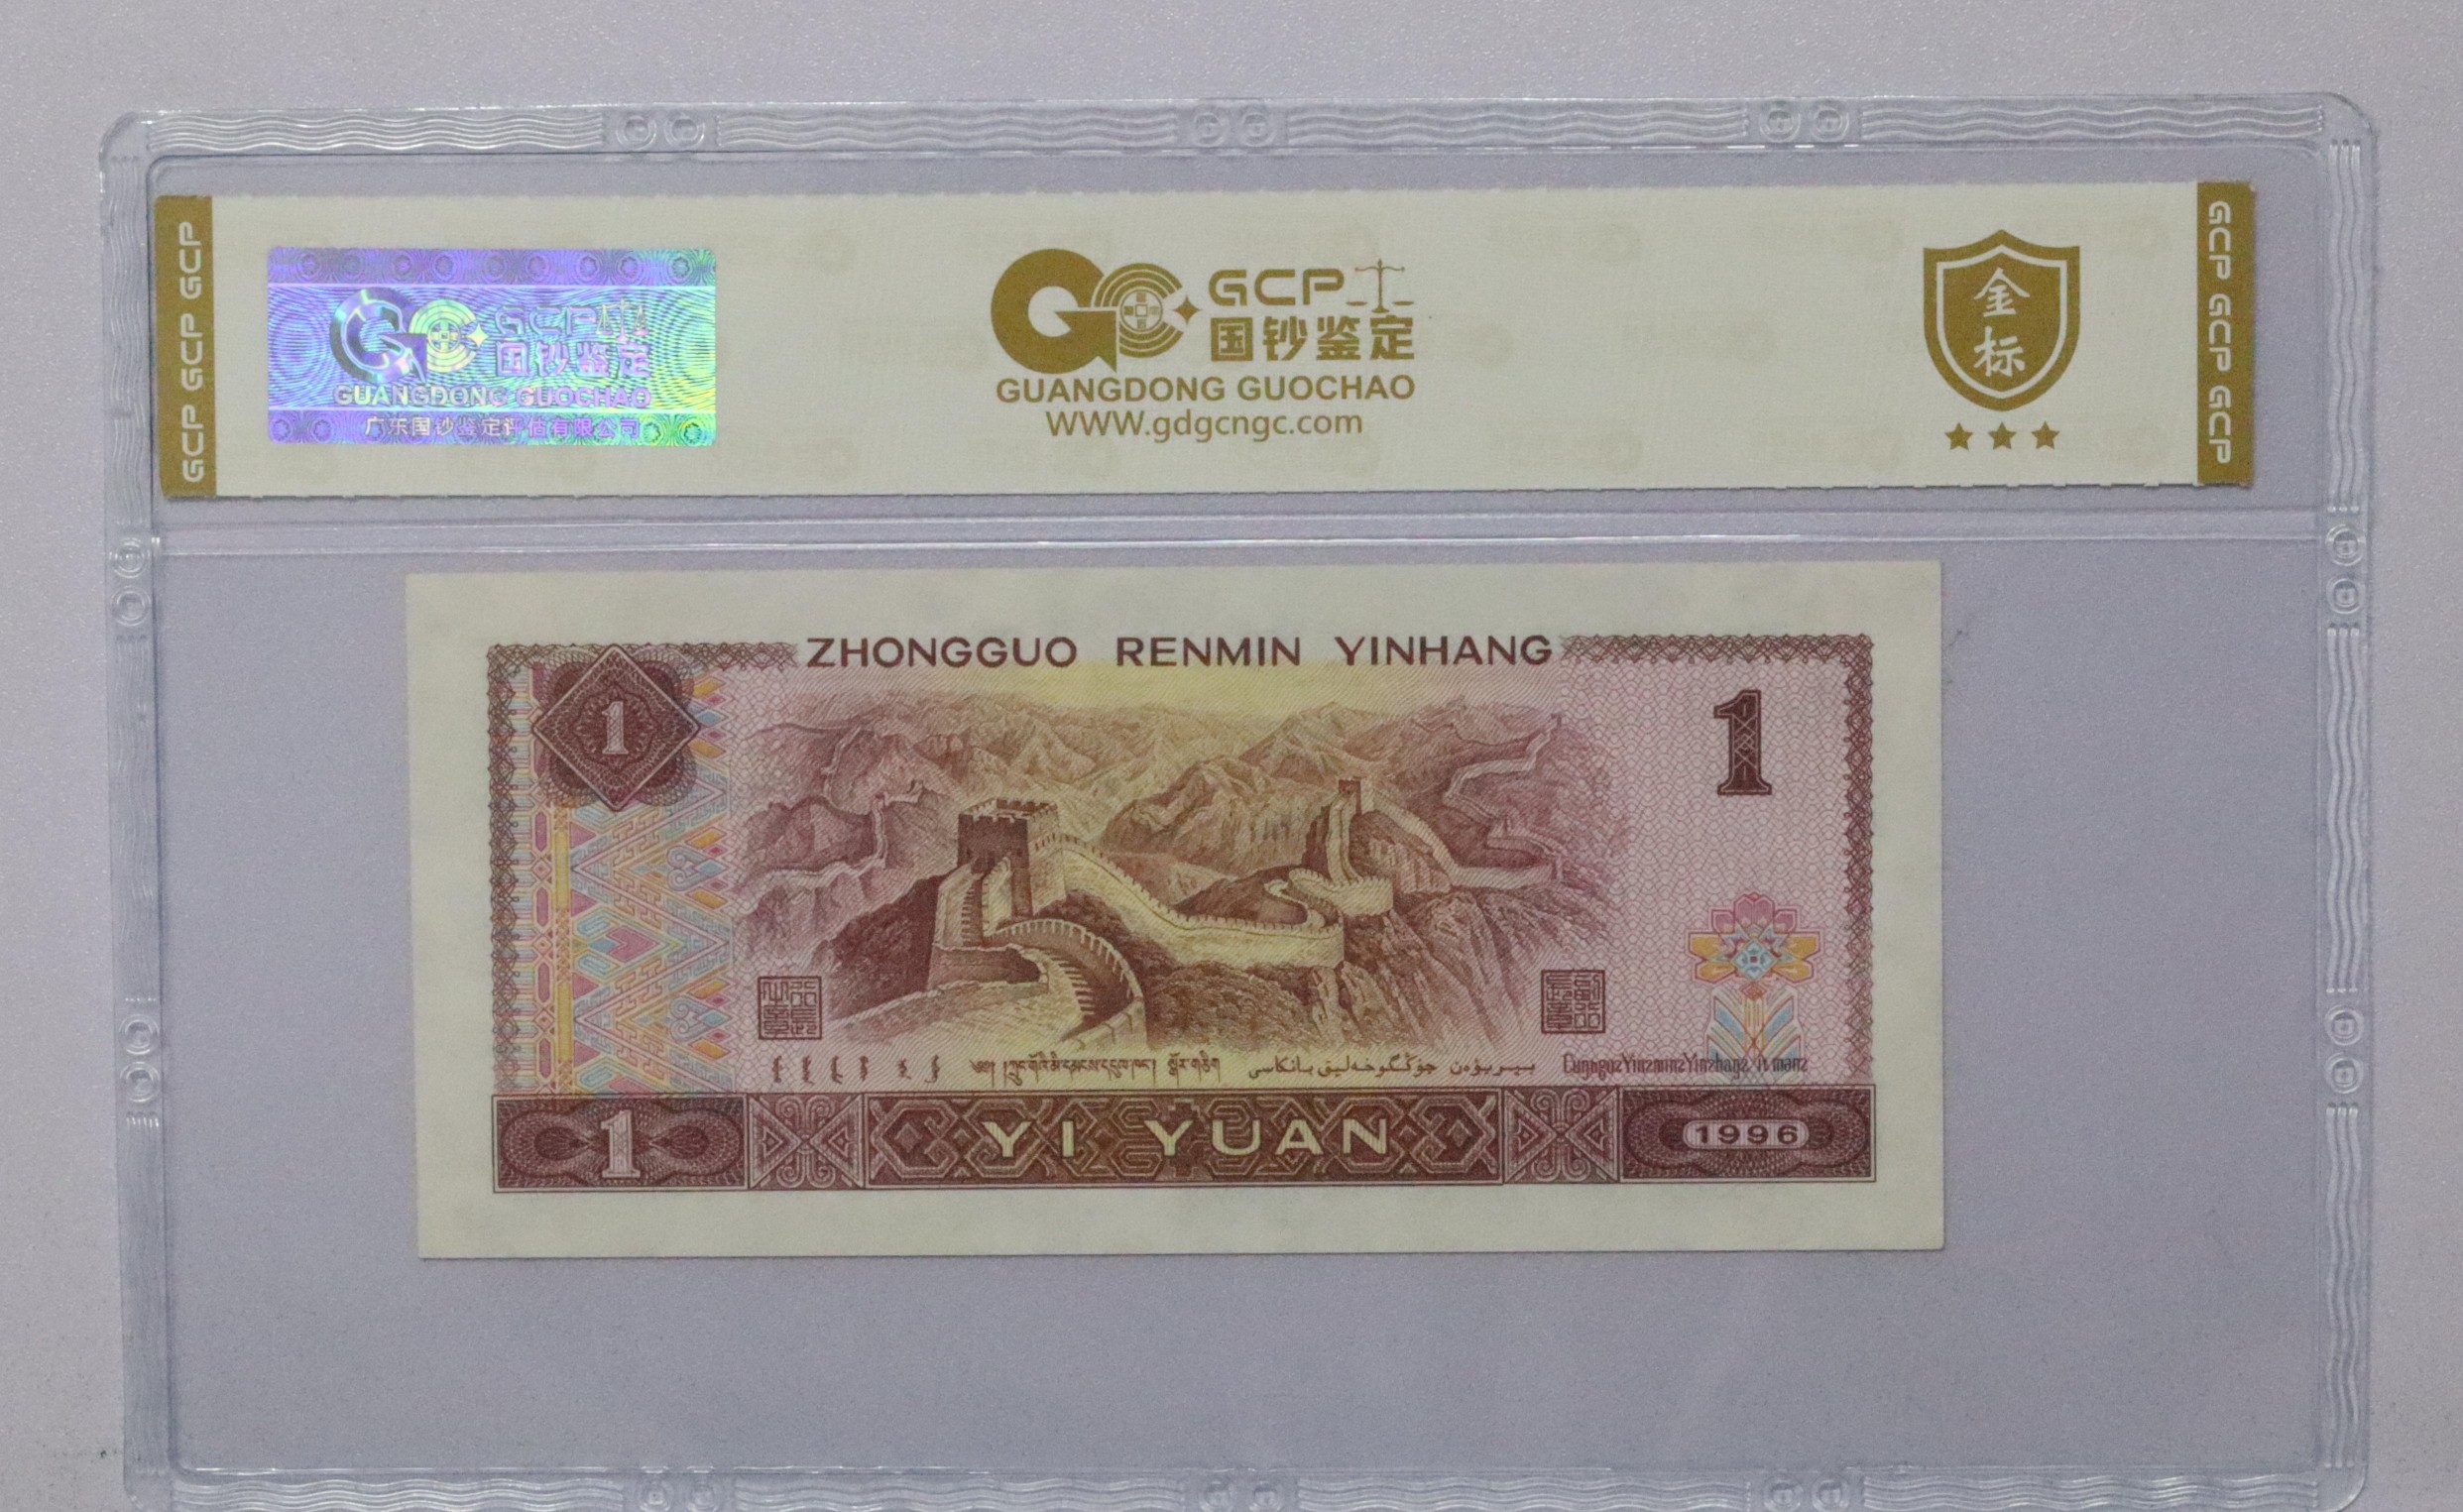 GCP GCP GCP
GCP
国钞鉴定
GUANGDONG GUOCHAO
广东国钞鉴定评估有限公司
GCP
国钞鉴定
GUANGDONG GUOCHAO
WWW.gdgcngc.com
金
标
GCP GCP GCP
ZHONGGUO RENMIN YINHANG
1
1
1
YI YUAN
1996